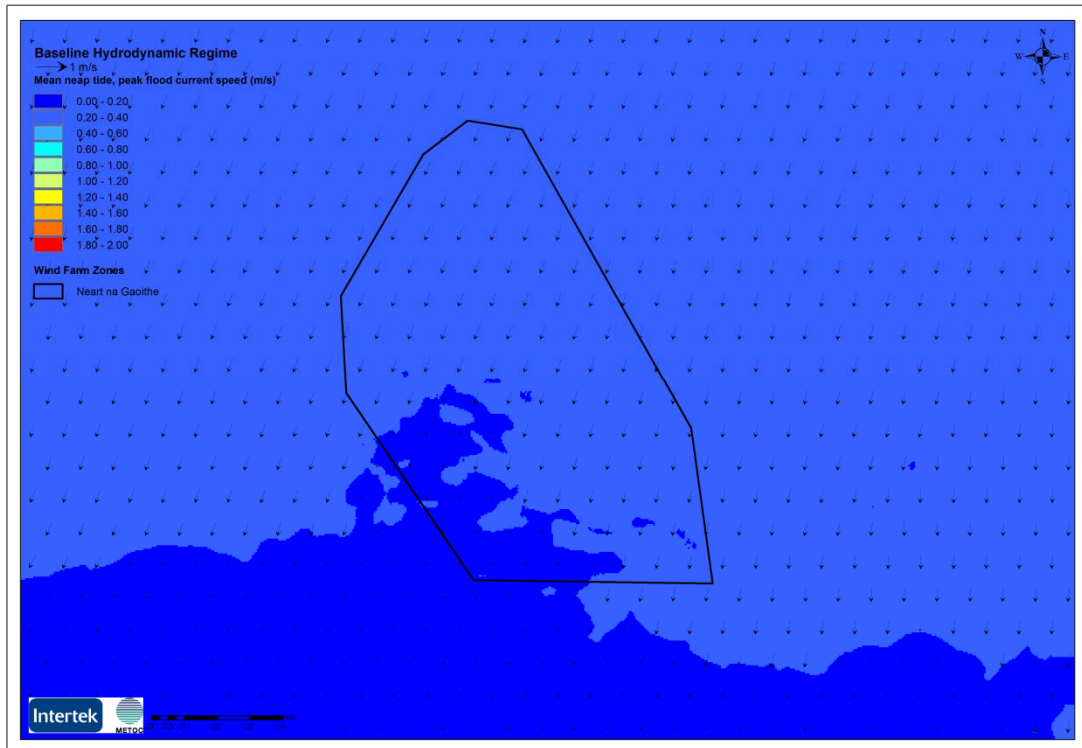 Baseline Hydrodynamic Regime
1 m/s
Mean neap tide, peak flood current speed (m/s)
0.00 - 0.20
0.20 - 0.40
0.40 - 0.60
0.60 - 0.80
0.80 - 1.00
1.00 - 1.20
1.20 - 1.40
1.40 - 1.60
1.60 - 1.80
1.80 - 2.00
Wind Farm Zones
Neart na Gaoithe
N
W E
S
Intertek
METOC